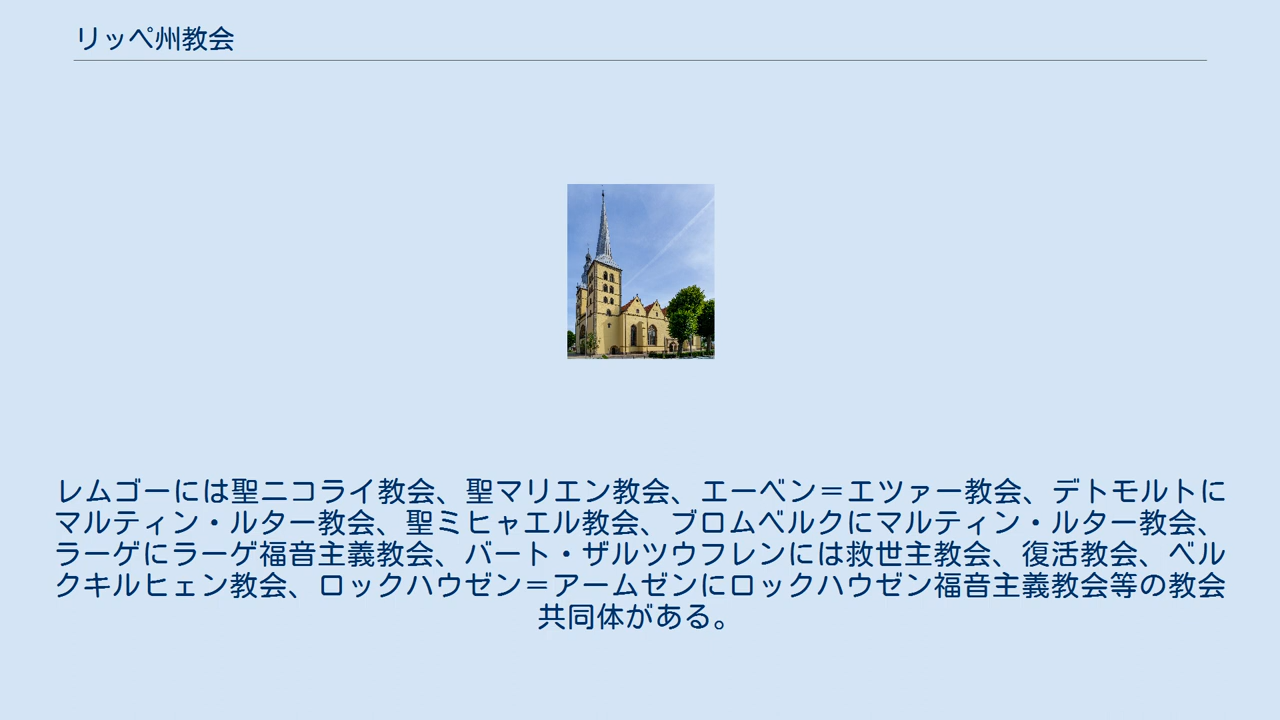 リッペ州教会
レムゴーには聖ニコライ教会、聖マリエン教会、エーベン＝エツァー教会、デトモルトに
マルティン・ルター教会、聖ミヒャエル教会、ブロムベルクにマルティン・ルター教会、
ラーゲにラーゲ福音主義教会、バート・ザルツウフレンには救世主教会、復活教会、ベル
クキルヒェン教会、ロックハウゼン＝アームゼンにロックハウゼン福音主義教会等の教会
共同体がある。